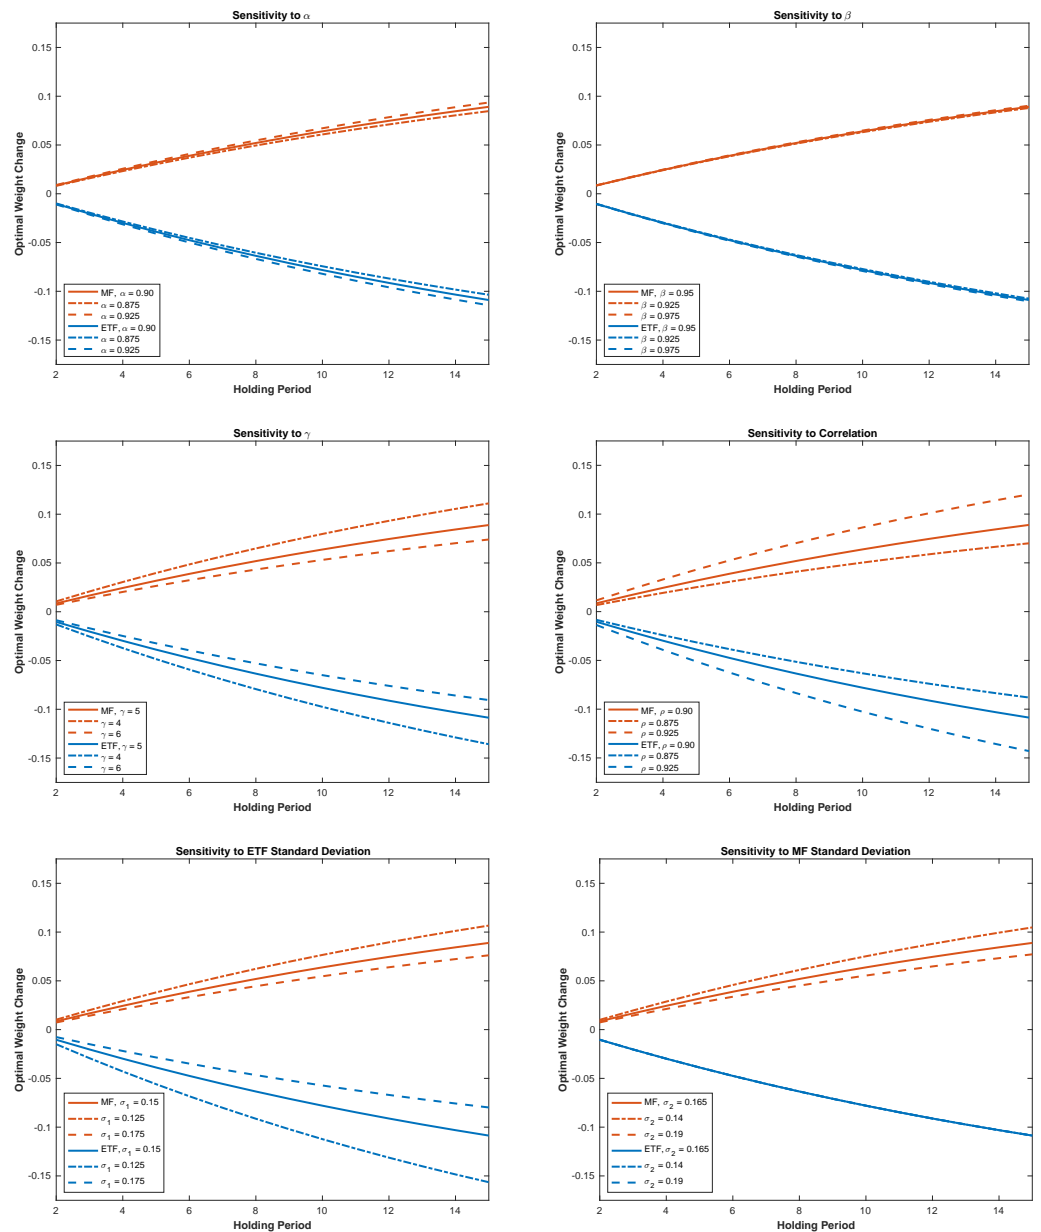 Sensitivity to α
Optimal Weight Change
0.15
0.1
0.05
0
-0.05
-0.1
-0.15
MF, α = 0.90
α = 0.875
α = 0.925
ETF, α = 0.90
α = 0.875
α = 0.925
2 4 6 8 10 12 14
Holding Period
Sensitivity to β
Optimal Weight Change
0.15
0.1
0.05
0
-0.05
-0.1
-0.15
MF, β = 0.95
β = 0.925
β = 0.975
ETF, β = 0.95
β = 0.925
β = 0.975
2 4 6 8 10 12 14
Holding Period
Sensitivity to γ
Optimal Weight Change
0.15
0.1
0.05
0
-0.05
-0.1
-0.15
MF, γ = 5
γ = 4
γ = 6
ETF, γ = 5
γ = 4
γ = 6
2 4 6 8 10 12 14
Holding Period
Sensitivity to Correlation
Optimal Weight Change
0.15
0.1
0.05
0
-0.05
-0.1
-0.15
MF, ρ = 0.90
ρ = 0.875
ρ = 0.925
ETF, ρ = 0.90
ρ = 0.875
ρ = 0.925
2 4 6 8 10 12 14
Holding Period
Sensitivity to ETF Standard Deviation
Optimal Weight Change
0.15
0.1
0.05
0
-0.05
-0.1
-0.15
MF, σ₁ = 0.15
σ₁ = 0.125
σ₁ = 0.175
ETF, σ₁ = 0.15
σ₁ = 0.125
σ₁ = 0.175
2 4 6 8 10 12 14
Holding Period
Sensitivity to MF Standard Deviation
Optimal Weight Change
0.15
0.1
0.05
0
-0.05
-0.1
-0.15
MF, σ₂ = 0.165
σ₂ = 0.14
σ₂ = 0.19
ETF, σ₂ = 0.165
σ₂ = 0.14
σ₂ = 0.19
2 4 6 8 10 12 14
Holding Period